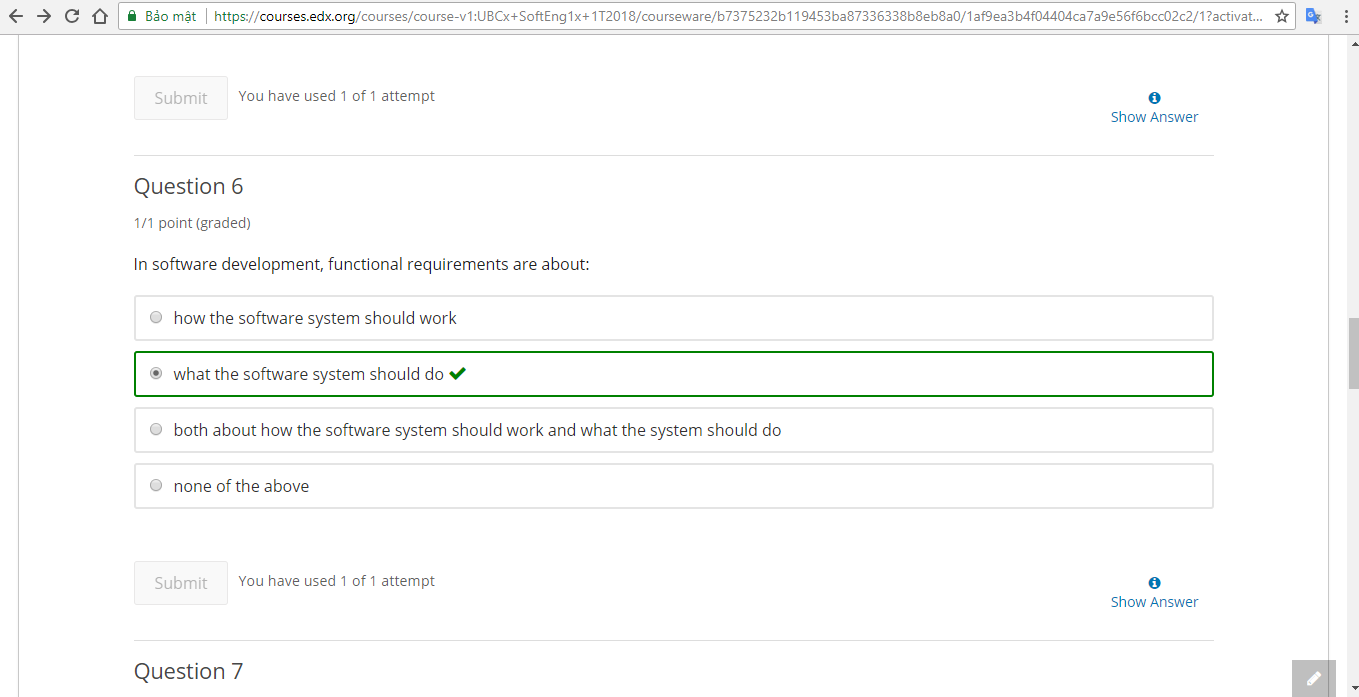 Bảo mật https://courses.edx.org/courses/course-v1:UBCx+SoftEng1x+1T2018/courseware/b7375232b119453ba87336338b8eb8a0/1af9ea3b4f04404ca7a9e56f6bcc02c2/1?activat...
Submit You have used 1 of 1 attempt
Show Answer
Question 6
1/1 point (graded)
In software development, functional requirements are about:
how the software system should work
what the software system should do
both about how the software system should work and what the system should do
none of the above
Submit You have used 1 of 1 attempt
Show Answer
Question 7